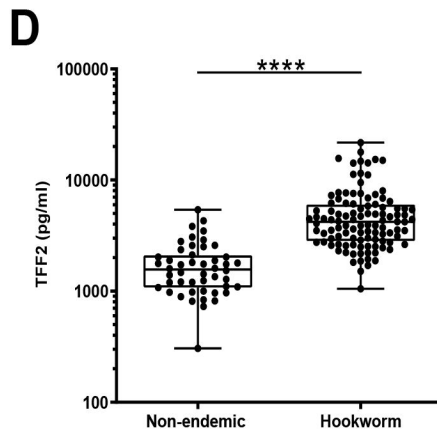 D
****
100000
10000
1000
100
TFF2 (pg/ml)
Non-endemic
Hookworm